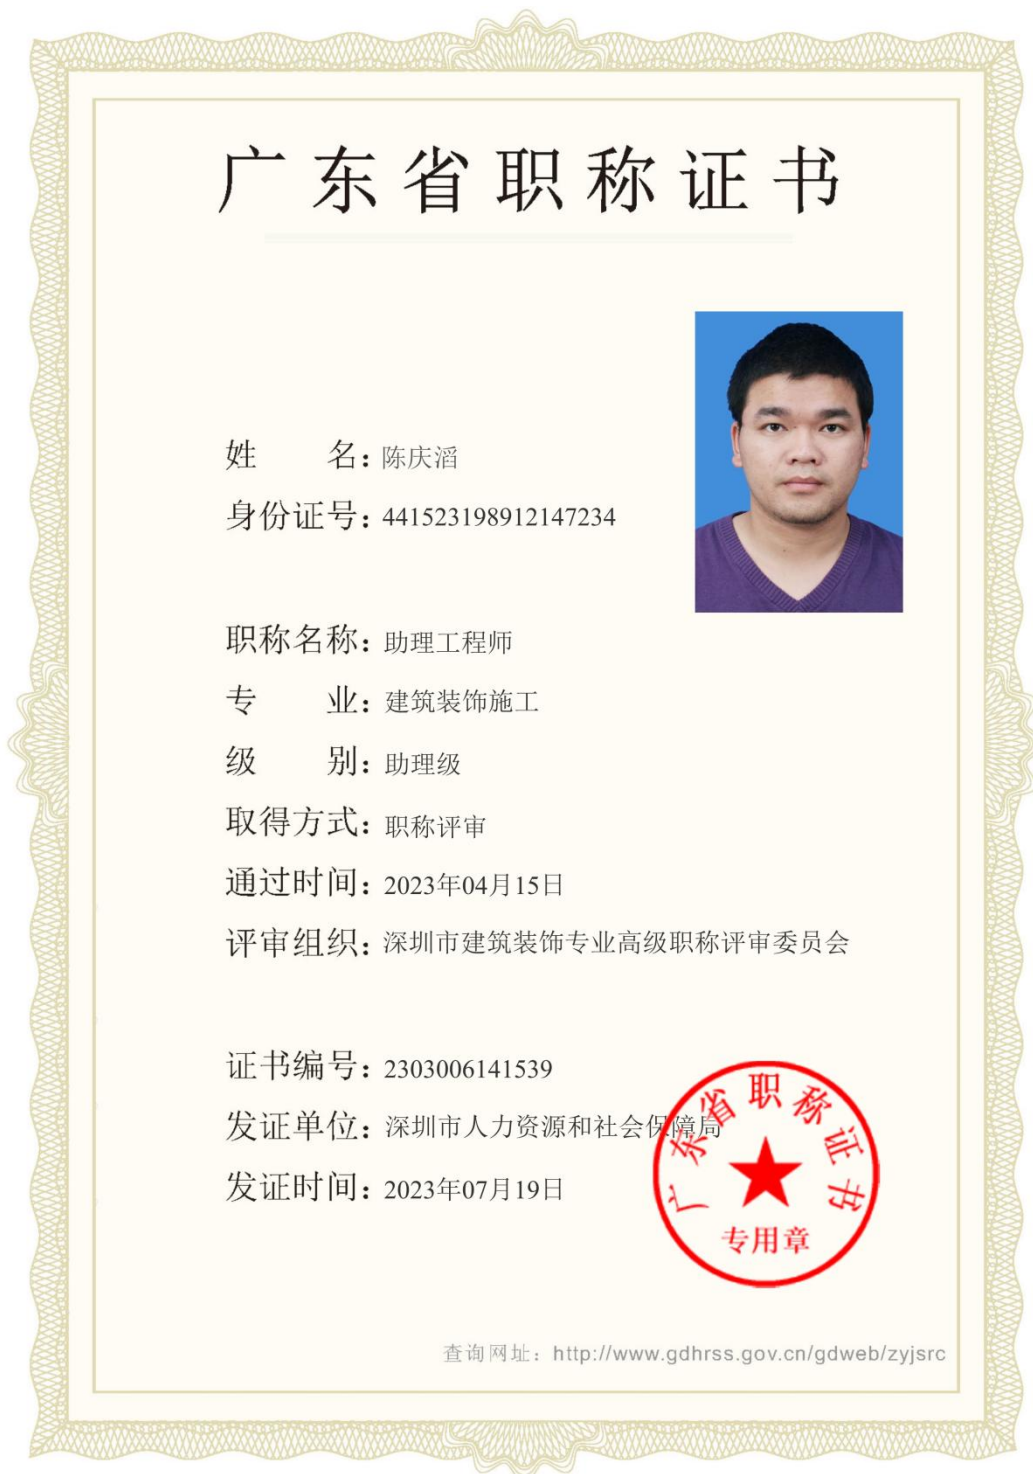 广东省职称证书
姓名：陈庆滔
身份证号：441523198912147234
职称名称：助理工程师
专业：建筑装饰施工
级别：助理级
取得方式：职称评审
通过时间：2023年04月15日
评审组织：深圳市建筑装饰专业高级职称评审委员会
证书编号：2303006141539
发证单位：深圳市人力资源和社会保障局
发证时间：2023年07月19日
广东省职称证书
专用章
查询网址：http://www.gdhrss.gov.cn/gdweb/zyjsrc